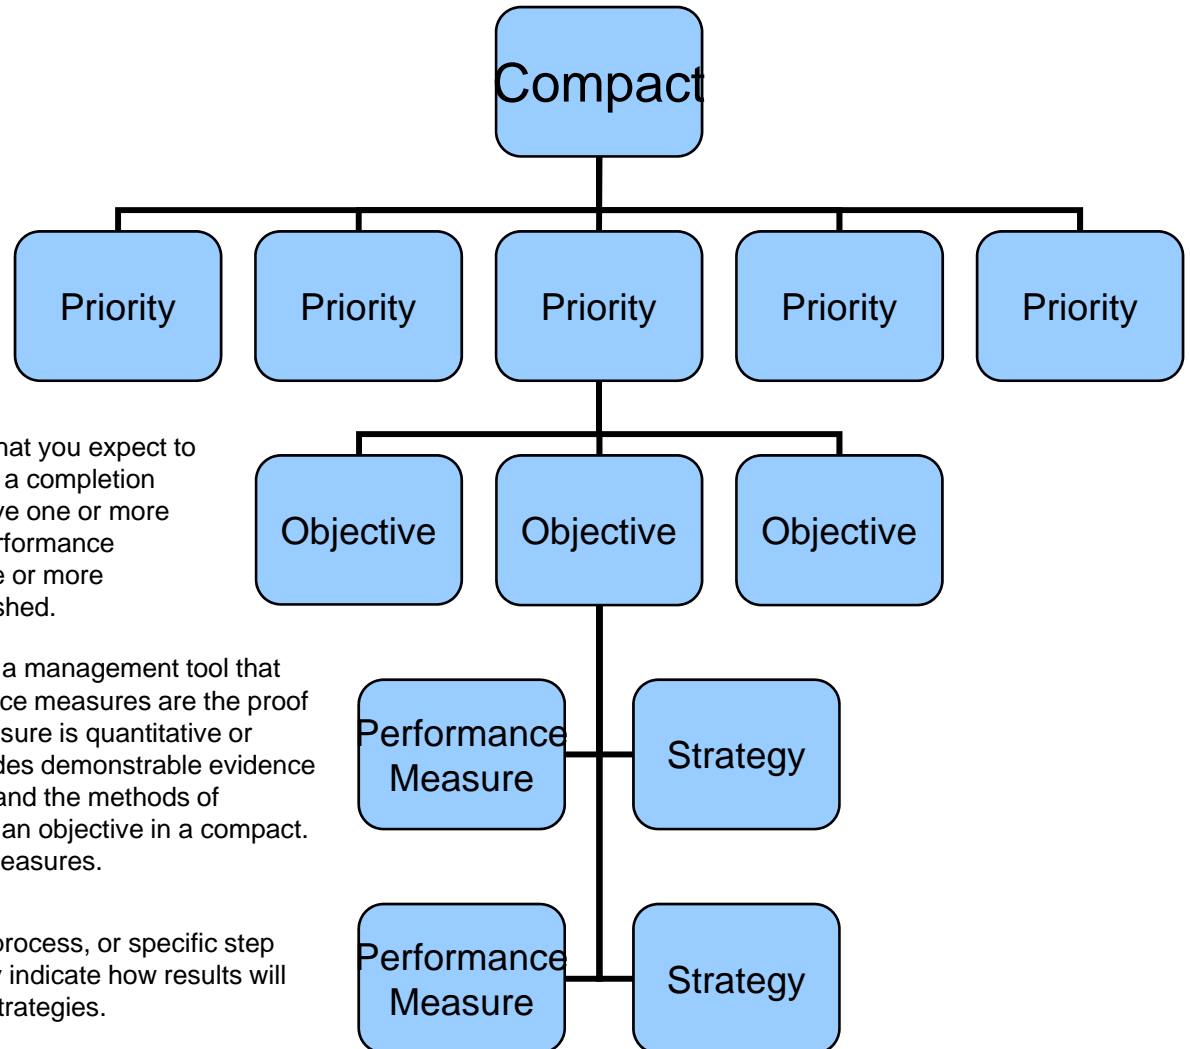 Compact
Priority Priority Priority Priority Priority
hat you expect to
a completion
ve one or more
rformance
e or more
shed.
Objective Objective Objective
a management tool that
ce measures are the proof
sure is quantitative or
des demonstrable evidence
and the methods of
an objective in a compact.
easures.
Performance
Measure
Strategy
process, or specific step
y indicate how results will
trategies.
Performance
Measure
Strategy